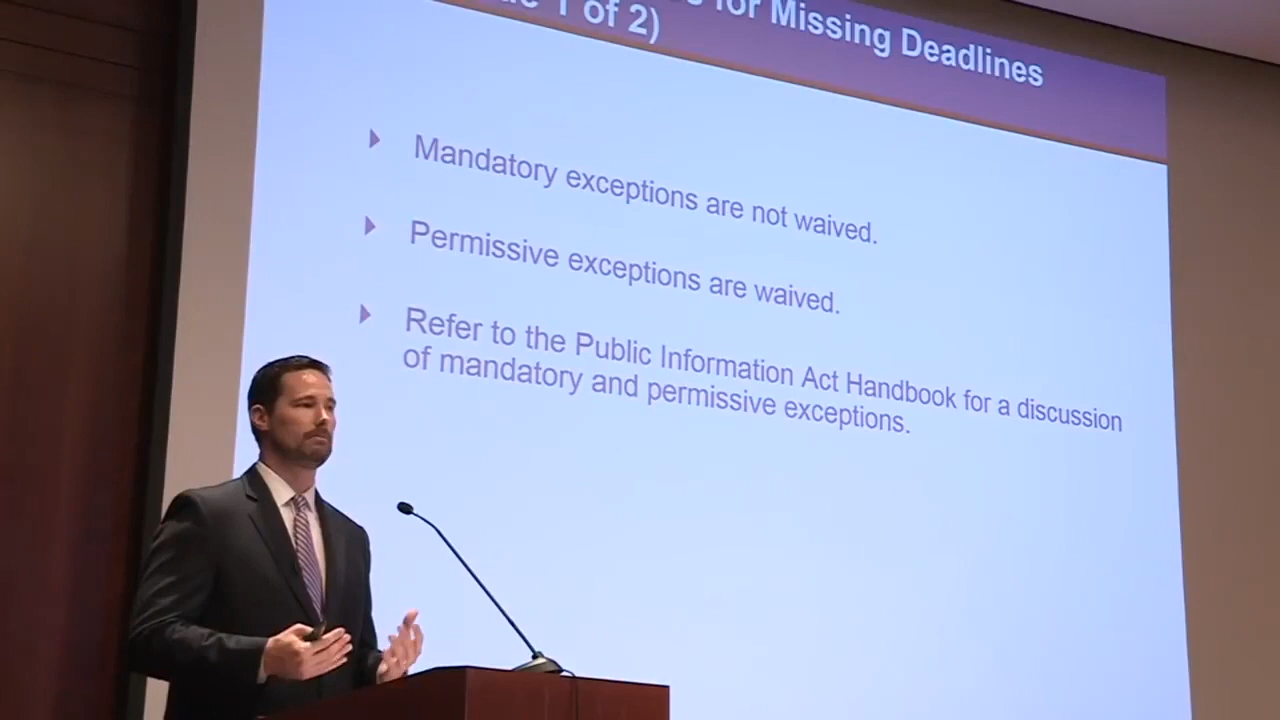 for Missing Deadlines
1 of 2)
Mandatory exceptions are not waived.
Permissive exceptions are waived.
Refer to the Public Information Act Handbook for a discussion
of mandatory and permissive exceptions.